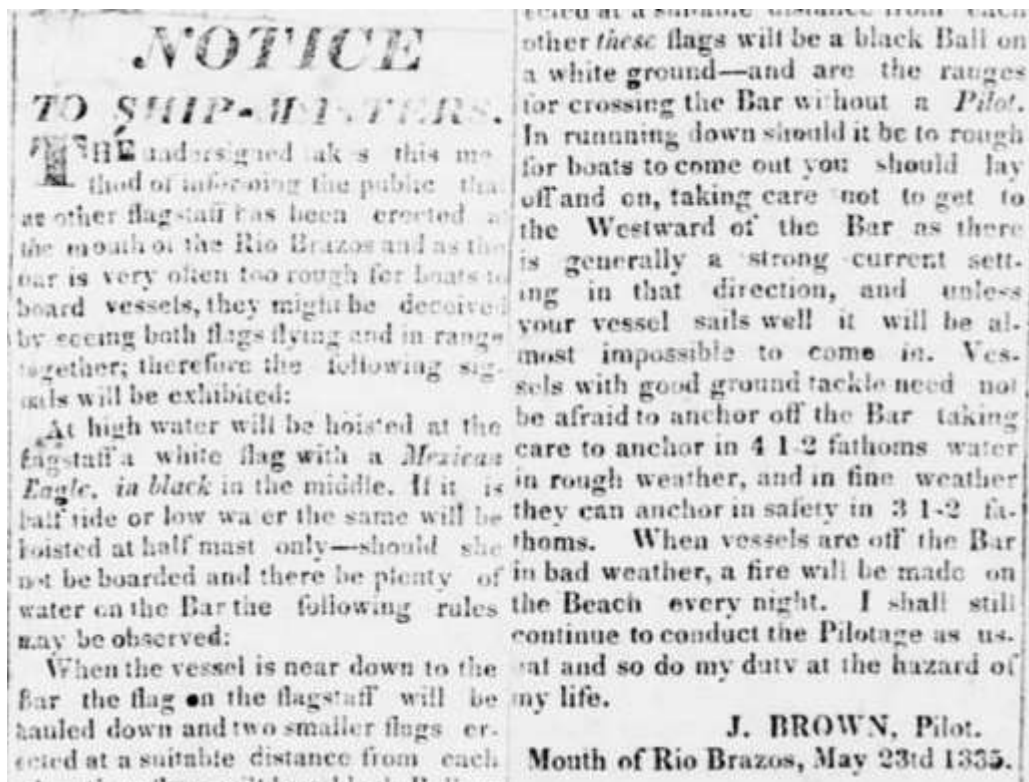 NOTICE
TO SHIP-MASTERS.
THE undersigned takes this me-
thod of informing the public that
another flagstaff has been erected at
the mouth of the Rio Brazos and as the
bar is very often too rough for boats to
board vessels, they might be deceived
by seeing both flags flying and in range
together; therefore the following sig-
nals will be exhibited:
At high water will be hoisted at the
flagstaff a white flag with a Mexican
Eagle, in black in the middle. If it is
half tide or low water the same will be
hoisted at half mast only—should she
not be boarded and there be plenty of
water on the Bar the following rules
may be observed:
When the vessel is near down to the
Bar the flag on the flagstaff will be
hauled down and two smaller flags er-
ected at a suitable distance from each
ected at a suitable distance from each
other these flags will be a black Ball on
a white ground—and are the ranges
for crossing the Bar without a Pilot.
In runnning down should it be to rough
for boats to come out you should lay
off and on, taking care not to get to
the Westward of the Bar as there
is generally a strong current sett-
ing in that direction, and unless
your vessel sails well it will be al-
most impossible to come in. Ves-
sels with good ground tackle need not
be afraid to anchor off the Bar taking
care to anchor in 4 1-2 fathoms water
in rough weather, and in fine weather
they can anchor in safety in 3 1-2 fa-
thoms. When vessels are off the Bar
in bad weather, a fire will be made on
the Beach every night. I shall still
continue to conduct the Pilotage as us-
ual and so do my duty at the hazard of
my life.
J. BROWN, Pilot.
Mouth of Rio Brazos, May 23td 1835.